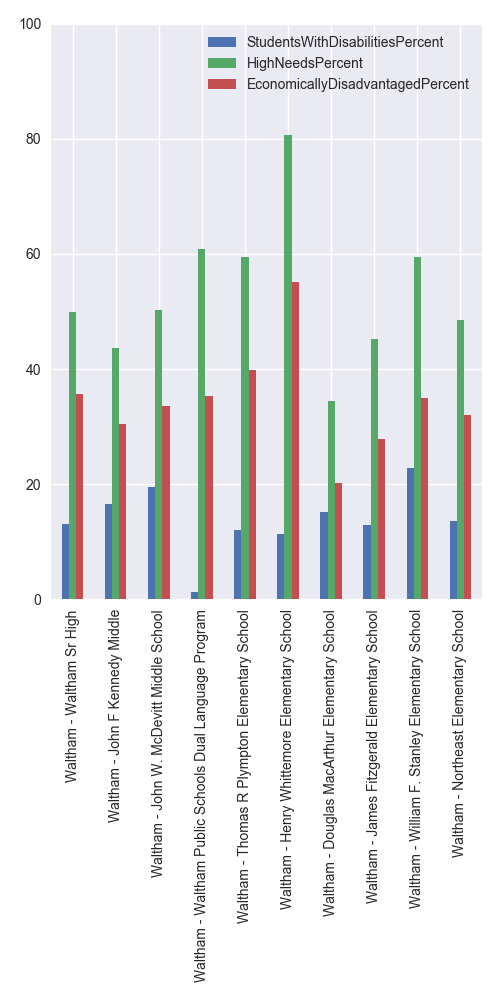 100
80
60
40
20
0
StudentsWithDisabilitiesPercent
HighNeedsPercent
EconomicallyDisadvantagedPercent
Waltham - Waltham Sr High
Waltham - John F Kennedy Middle
Waltham - John W. McDevitt Middle School
Waltham - Waltham Public Schools Dual Language Program
Waltham - Thomas R Plympton Elementary School
Waltham - Henry Whittemore Elementary School
Waltham - Douglas MacArthur Elementary School
Waltham - James Fitzgerald Elementary School
Waltham - William F. Stanley Elementary School
Waltham - Northeast Elementary School